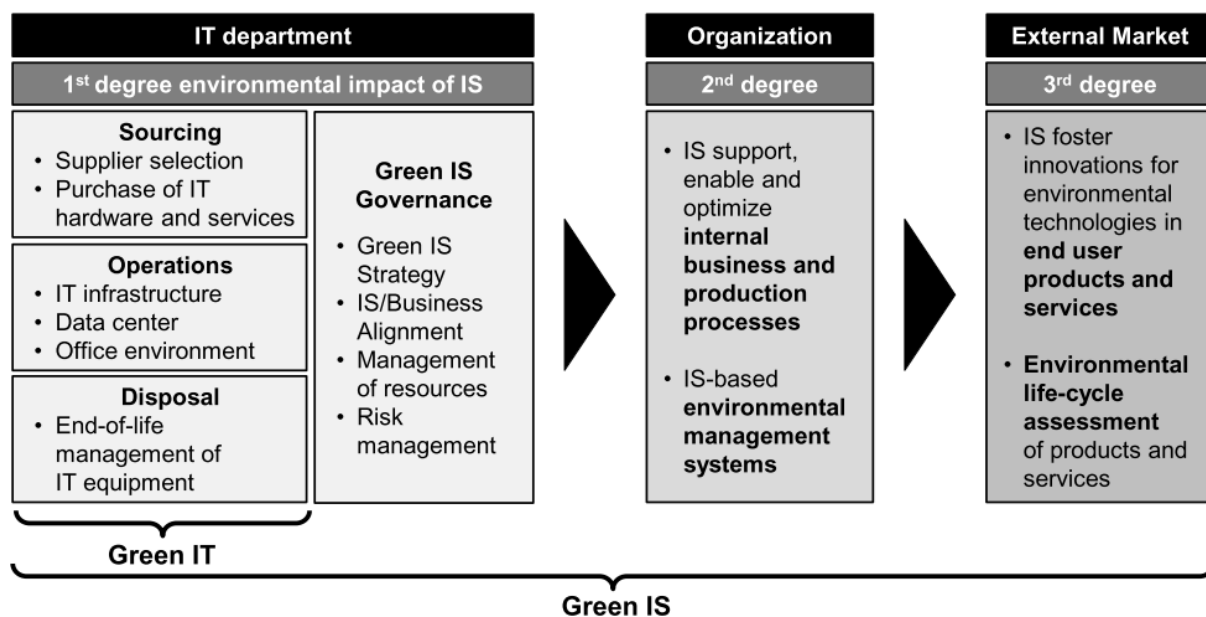 IT department
1st degree environmental impact of IS
Sourcing
• Supplier selection
• Purchase of IT
hardware and services
Operations
• IT infrastructure
• Data center
• Office environment
Disposal
• End-of-life
management of
IT equipment
Green IS
Governance
• Green IS
Strategy
• IS/Business
Alignment
• Management
of resources
• Risk
management
Organization
2nd degree
• IS support,
enable and
optimize
internal
business and
production
processes
• IS-based
environmental
management
systems
External Market
3rd degree
• IS foster
innovations for
environmental
technologies in
end user
products and
services
• Environmental
life-cycle
assessment
of products and
services
Green IT
Green IS